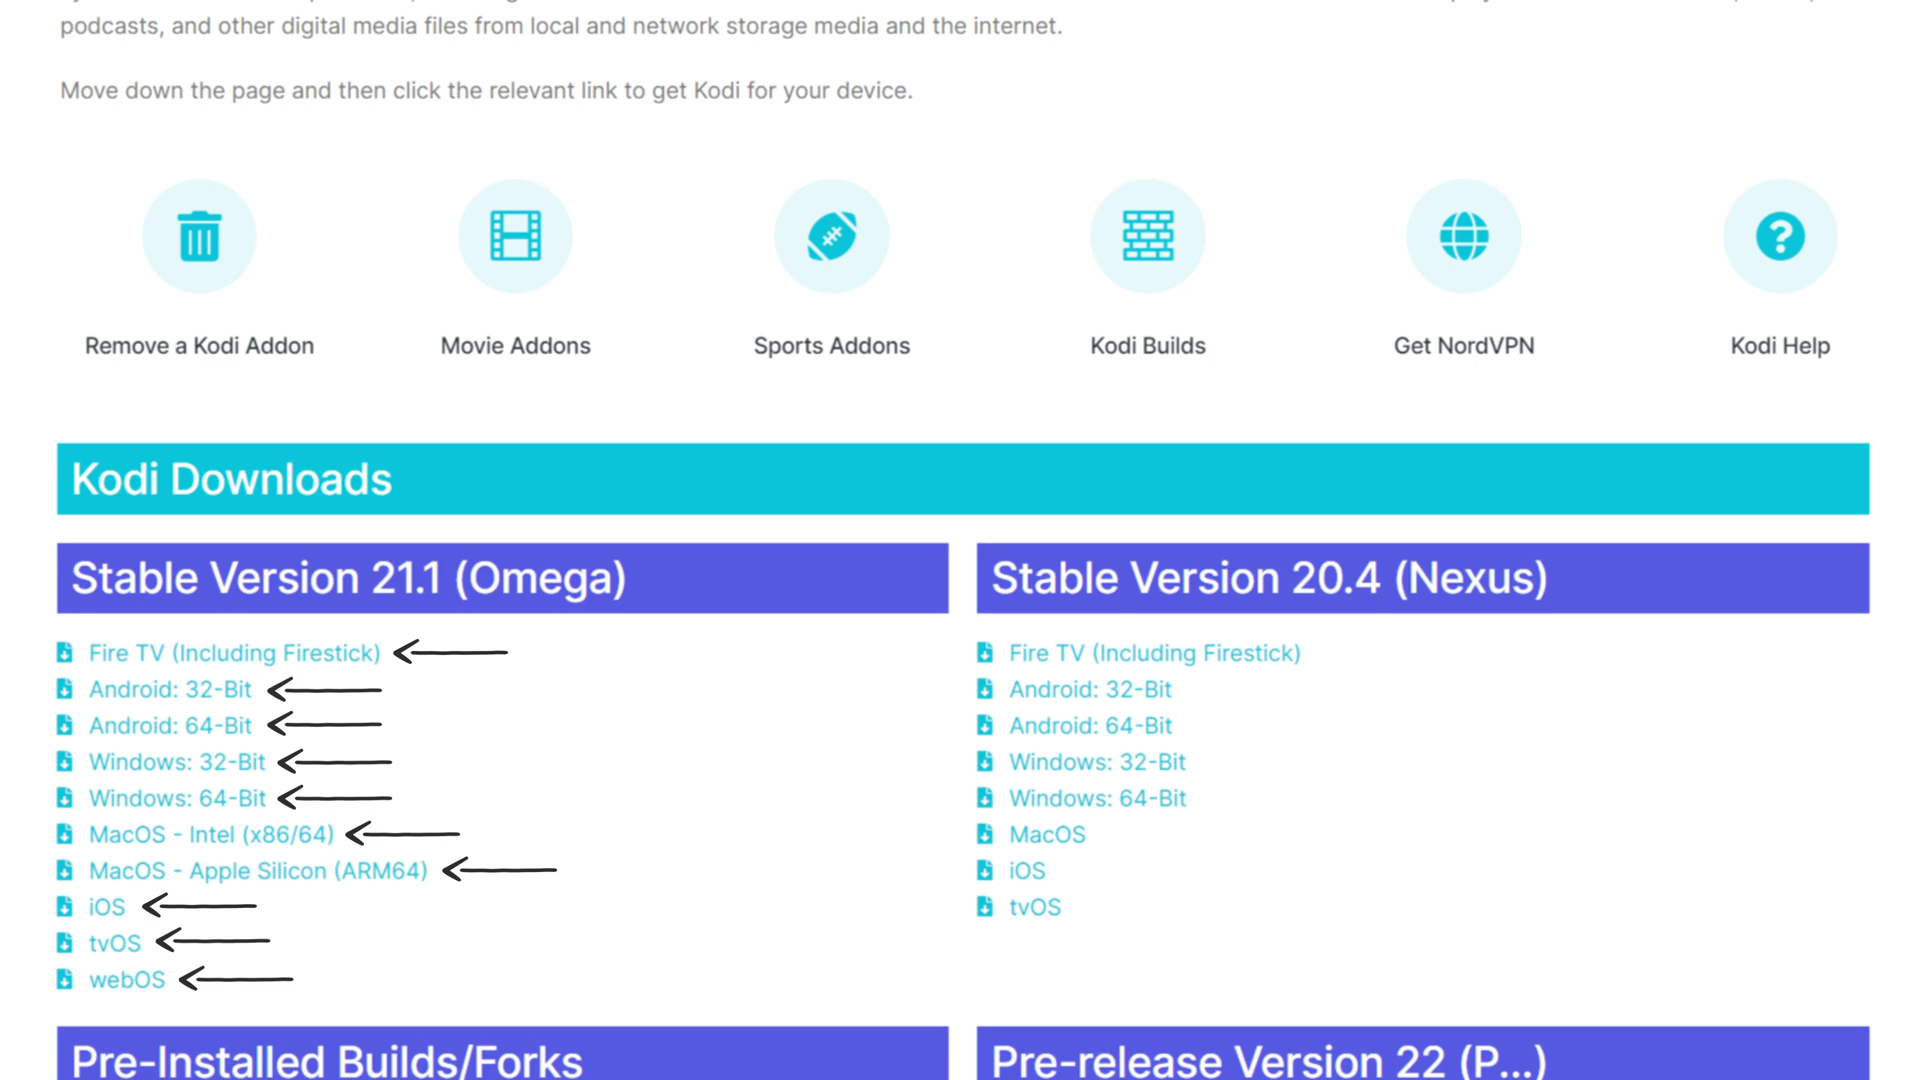 podcasts, and other digital media files from local and network storage media and the internet.
Move down the page and then click the relevant link to get Kodi for your device.
Remove a Kodi Addon
Movie Addons
Sports Addons
Kodi Builds
Get NordVPN
Kodi Help
Kodi Downloads
Stable Version 21.1 (Omega)
Fire TV (Including Firestick)
Android: 32-Bit
Android: 64-Bit
Windows: 32-Bit
Windows: 64-Bit
MacOS - Intel (x86/64)
MacOS - Apple Silicon (ARM64)
iOS
tvOS
webOS
Stable Version 20.4 (Nexus)
Fire TV (Including Firestick)
Android: 32-Bit
Android: 64-Bit
Windows: 32-Bit
Windows: 64-Bit
MacOS
iOS
tvOS
Pre-Installed Builds/Forks
Pre-release Version 22 (P...)